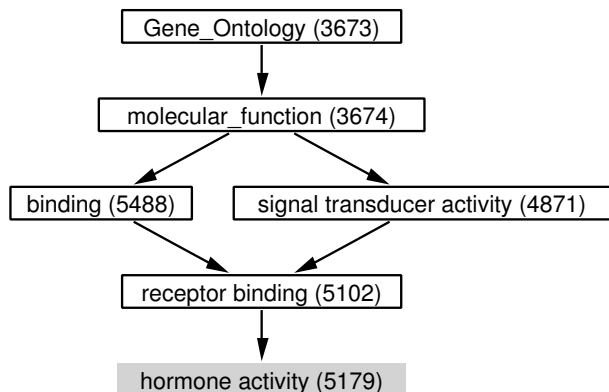 Gene_Ontology (3673)
molecular_function (3674)
binding (5488)
signal transducer activity (4871)
receptor binding (5102)
hormone activity (5179)